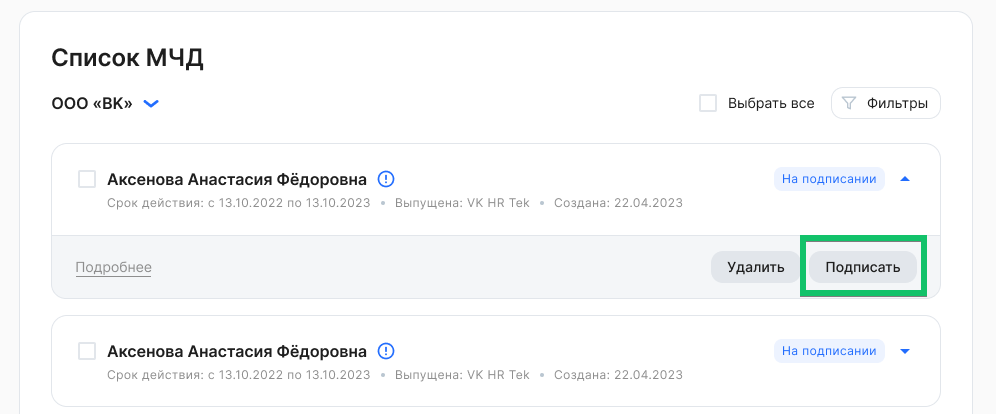 Список МЧД
ООО «ВК»
Выбрать все
Фильтры
Аксенова Анастасия Фёдоровна
На подписании
Срок действия: с 13.10.2022 по 13.10.2023 • Выпущена: VK HR Tek • Создана: 22.04.2023
Подробнее
Удалить
Подписать
Аксенова Анастасия Фёдоровна
На подписании
Срок действия: с 13.10.2022 по 13.10.2023 • Выпущена: VK HR Tek • Создана: 22.04.2023